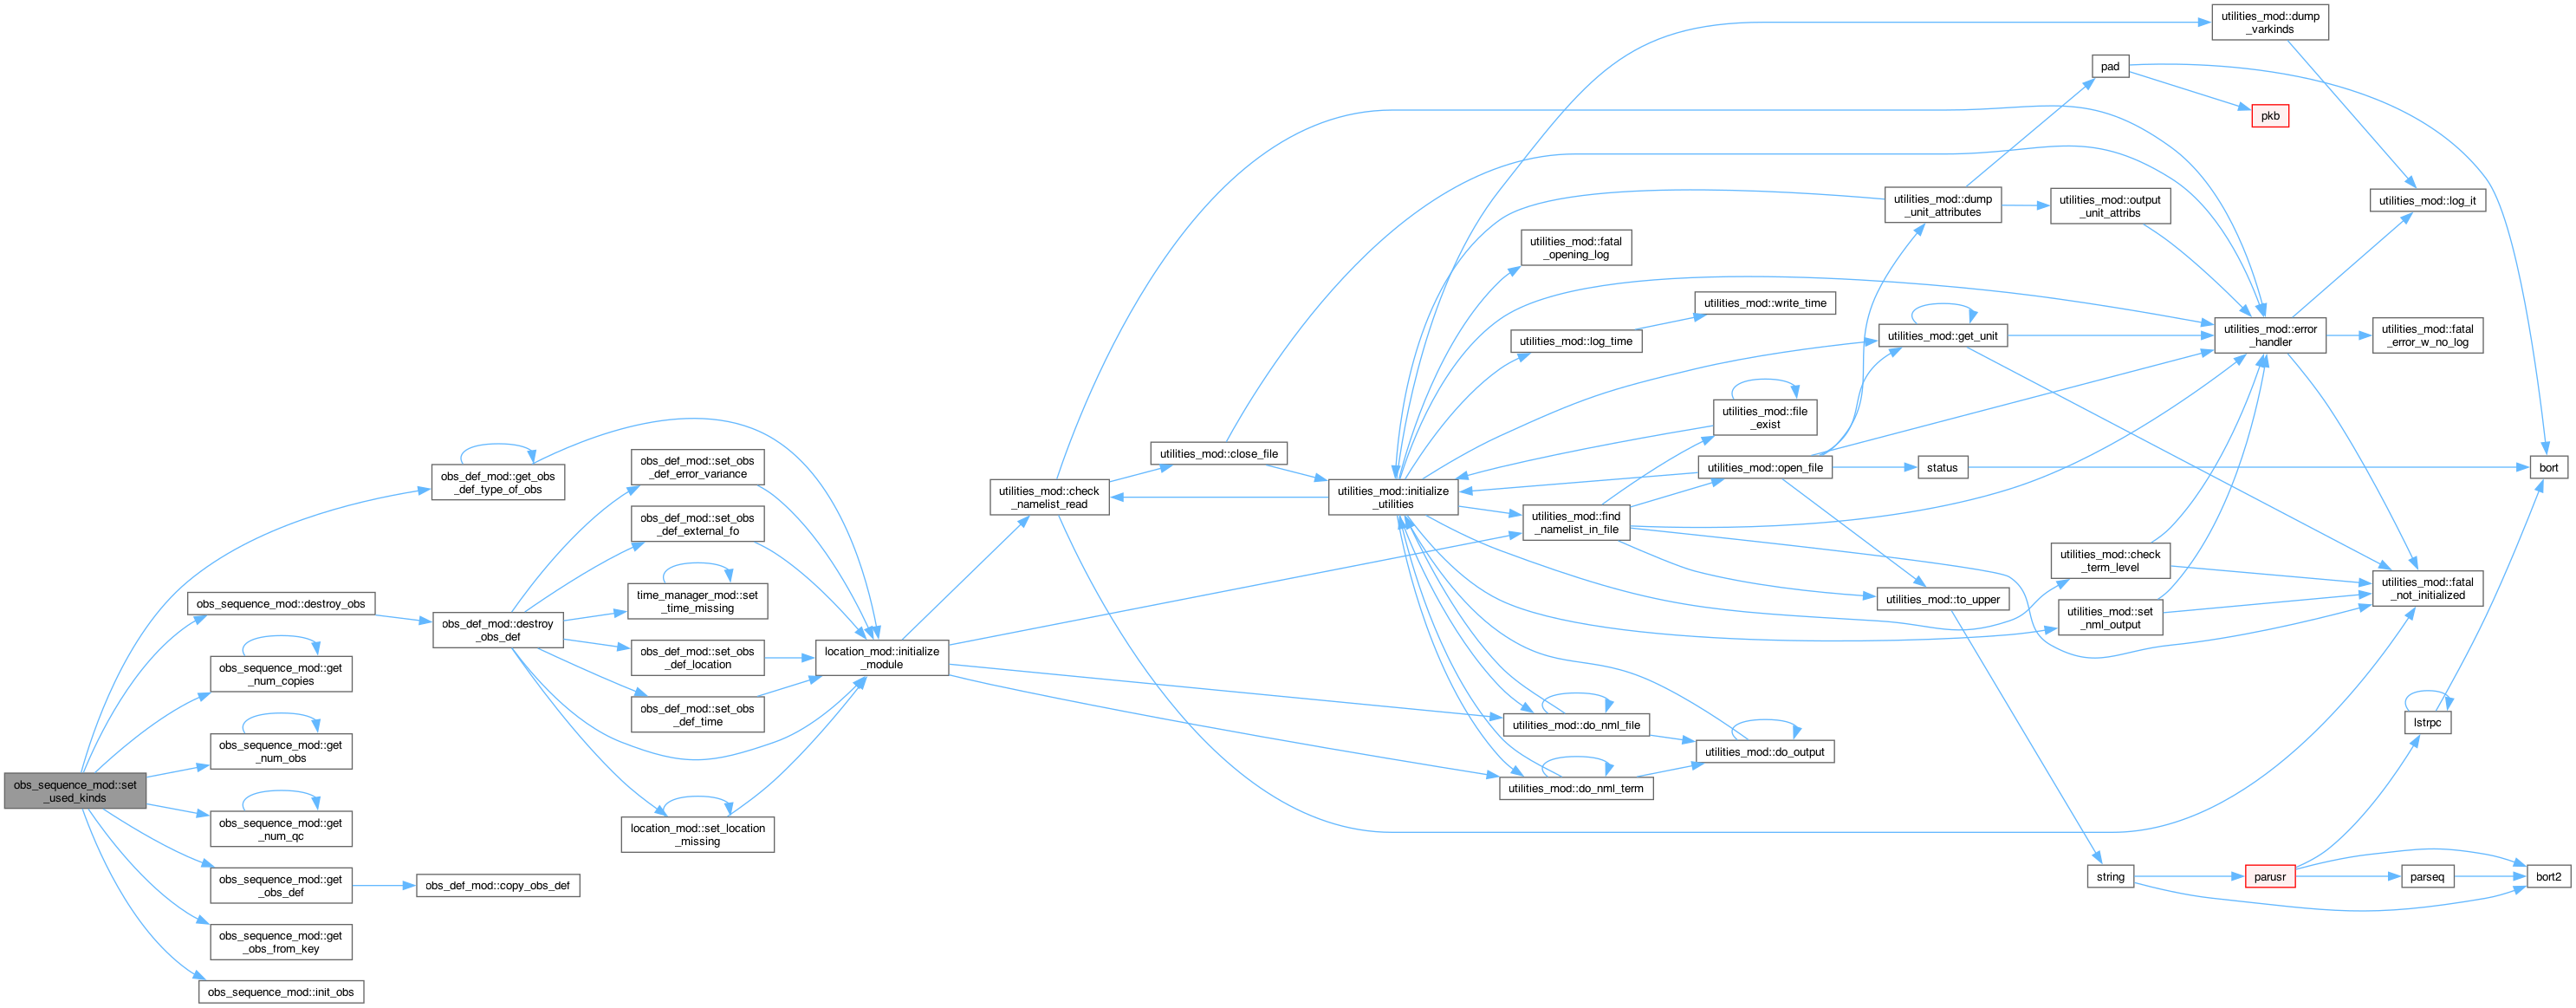 obs_sequence_mod::set
_used_kinds
obs_def_mod::get_obs
_def_type_of_obs
obs_sequence_mod::destroy_obs
obs_sequence_mod::get
_num_copies
obs_sequence_mod::get
_num_obs
obs_sequence_mod::get
_num_qc
obs_sequence_mod::get
_obs_def
obs_sequence_mod::get
_obs_from_key
obs_sequence_mod::init_obs
obs_def_mod::destroy
_obs_def
obs_def_mod::copy_obs_def
obs_def_mod::set_obs
_def_error_variance
obs_def_mod::set_obs
_def_external_fo
time_manager_mod::set
_time_missing
obs_def_mod::set_obs
_def_location
obs_def_mod::set_obs
_def_time
location_mod::set_location
_missing
location_mod::initialize
_module
utilities_mod::check
_namelist_read
utilities_mod::close_file
utilities_mod::initialize
_utilities
utilities_mod::fatal
_opening_log
utilities_mod::log_time
utilities_mod::find
_namelist_in_file
utilities_mod::do_nml_file
utilities_mod::do_nml_term
utilities_mod::write_time
utilities_mod::file
_exist
utilities_mod::open_file
utilities_mod::do_output
utilities_mod::dump
_unit_attributes
utilities_mod::get_unit
status
utilities_mod::to_upper
pad
utilities_mod::output
_unit_attribs
utilities_mod::check
_term_level
utilities_mod::set
_nml_output
string
utilities_mod::dump
_varkinds
pkb
utilities_mod::error
_handler
parusr
utilities_mod::log_it
utilities_mod::fatal
_error_w_no_log
utilities_mod::fatal
_not_initialized
lstrpc
parseq
bort
bort2